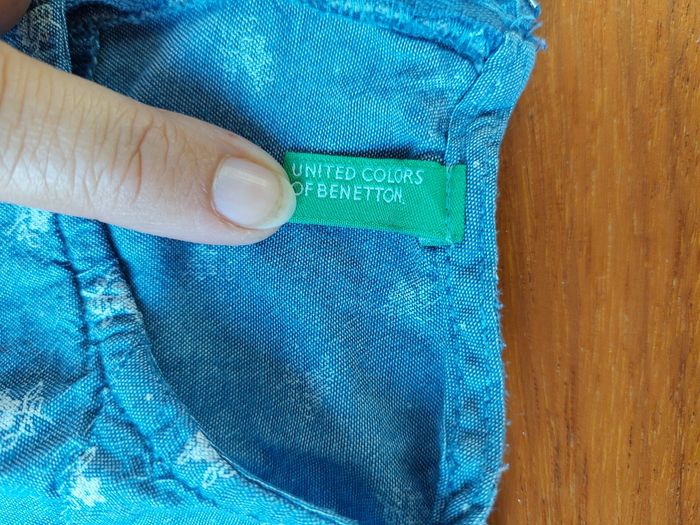 UNITED COLORS
OF BENETTON.